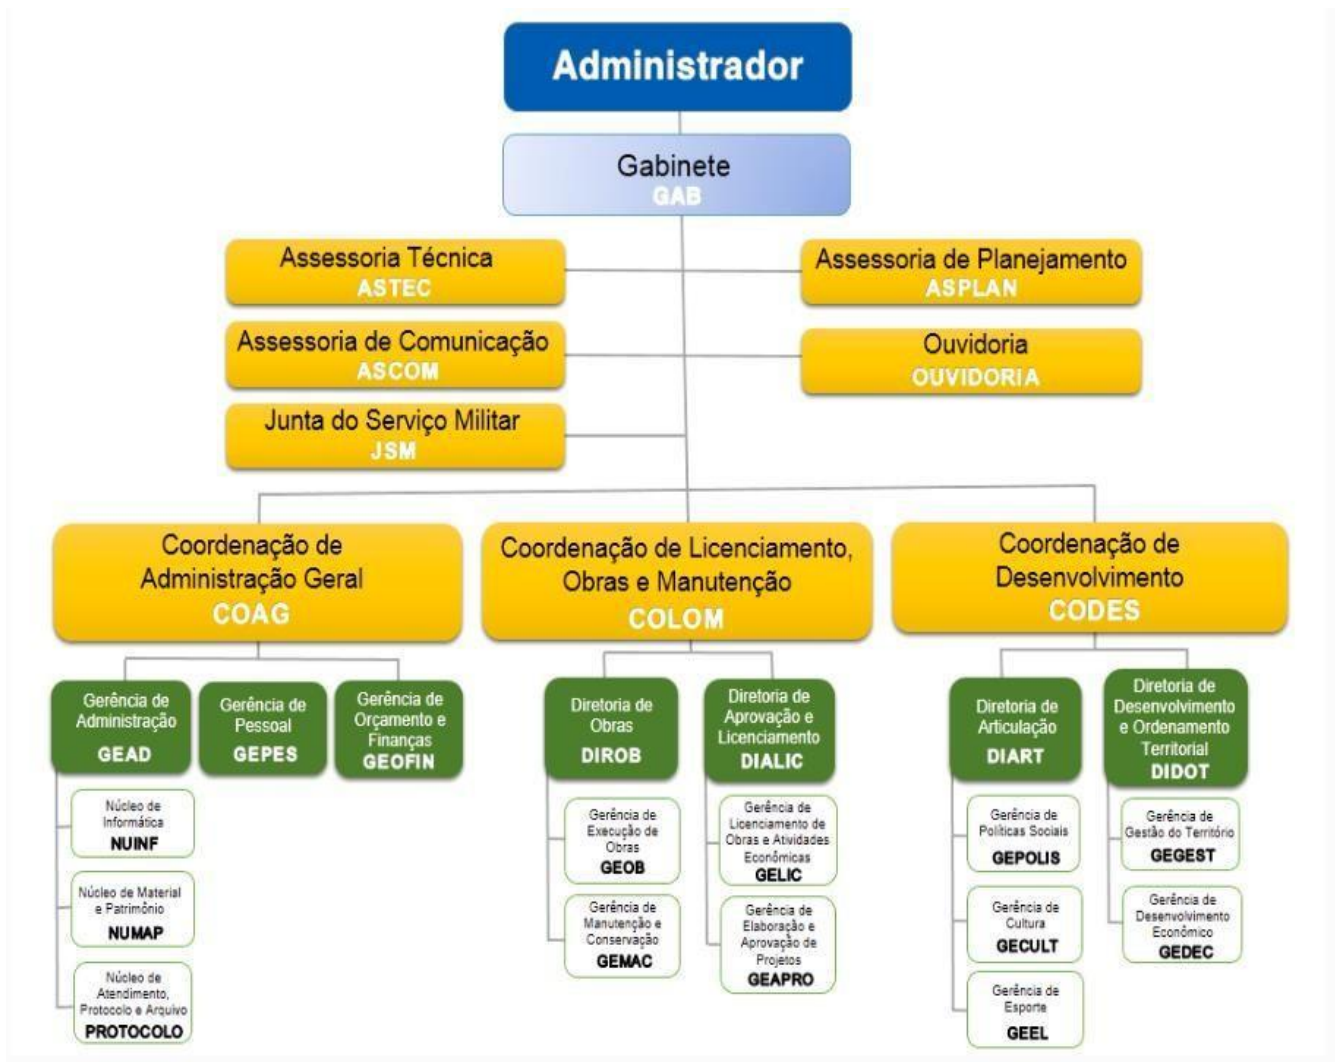 Administrador
Gabinete
GAB
Assessoria Técnica
ASTEC
Assessoria de Planejamento
ASPLAN
Assessoria de Comunicação
ASCOM
Ouvidoria
OUVIDORIA
Junta do Serviço Militar
JSM
Coordenação de
Administração Geral
COAG
Coordenação de Licenciamento,
Obras e Manutenção
COLOM
Coordenação de
Desenvolvimento
CODES
Gerência de
Administração
GEAD
Gerência de
Pessoal
GEPES
Gerência de
Orçamento e
Finanças
GEOFIN
Diretoria de
Obras
DIROB
Diretoria de
Aprovação e
Licenciamento
DIALIC
Diretoria de
Articulação
DIART
Diretoria de
Desenvolvimento
e Ordenamento
Territorial
DIDOT
Núcleo de
Informática
NUINF
Núcleo de Material
e Patrimônio
NUMAP
Núcleo de
Atendimento,
Protocolo e Arquivo
PROTOCOLO
Gerência de
Execução de
Obras
GEOB
Gerência de
Manutenção e
Conservação
GEMAC
Gerência de
Licenciamento de
Obras e Atividades
Econômicas
GELIC
Gerência de
Elaboração e
Aprovação de
Projetos
GEAPRO
Gerência de
Políticas Sociais
GEPOLIS
Gerência de
Cultura
GECULT
Gerência de
Esporte
GEEL
Gerência de
Gestão do Território
GEGEST
Gerência de
Desenvolvimento
Econômico
GEDEC